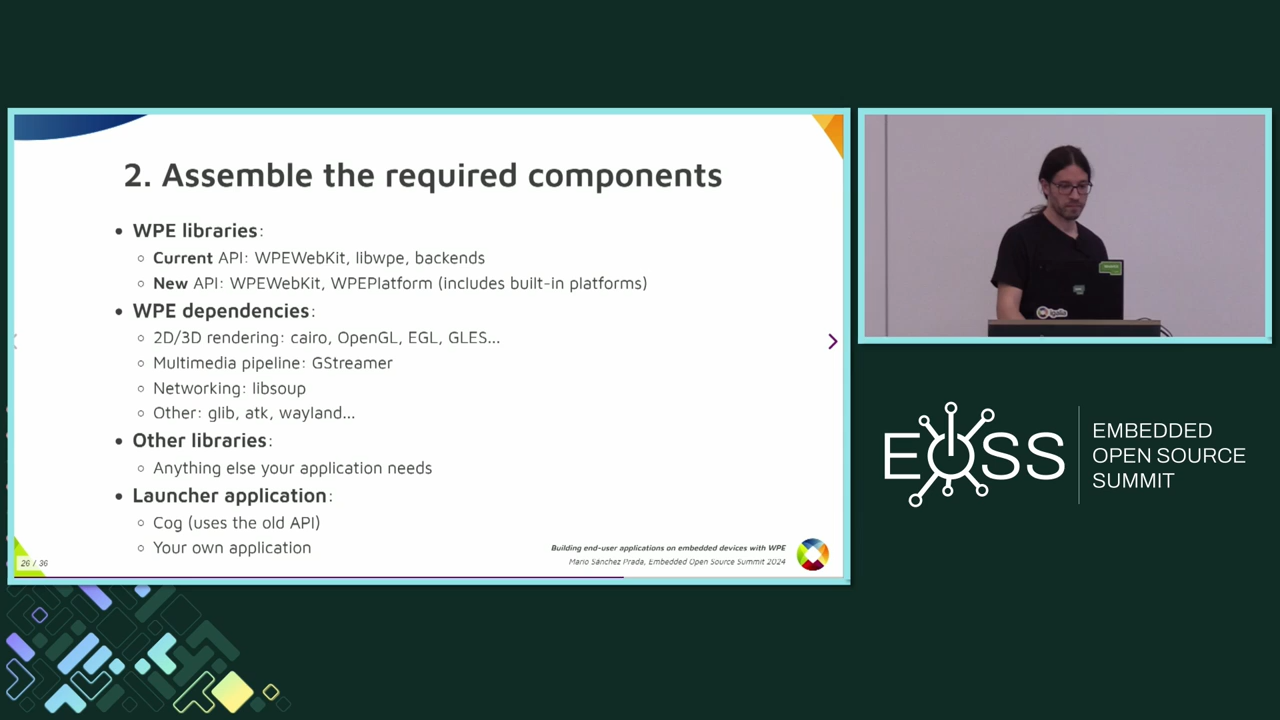 2. Assemble the required components
• WPE libraries:
◦ Current API: WPEWebKit, libwpe, backends
◦ New API: WPEWebKit, WPEPlatform (includes built-in platforms)
• WPE dependencies:
◦ 2D/3D rendering: cairo, OpenGL, EGL, GLES...
◦ Multimedia pipeline: GStreamer
◦ Networking: libsoup
◦ Other: glib, atk, wayland...
• Other libraries:
◦ Anything else your application needs
• Launcher application:
◦ Cog (uses the old API)
◦ Your own application
26 / 36
Building end-user applications on embedded devices with WPE
Mario Sánchez Prada, Embedded Open Source Summit 2024
EOSS
EMBEDDED
OPEN SOURCE
SUMMIT